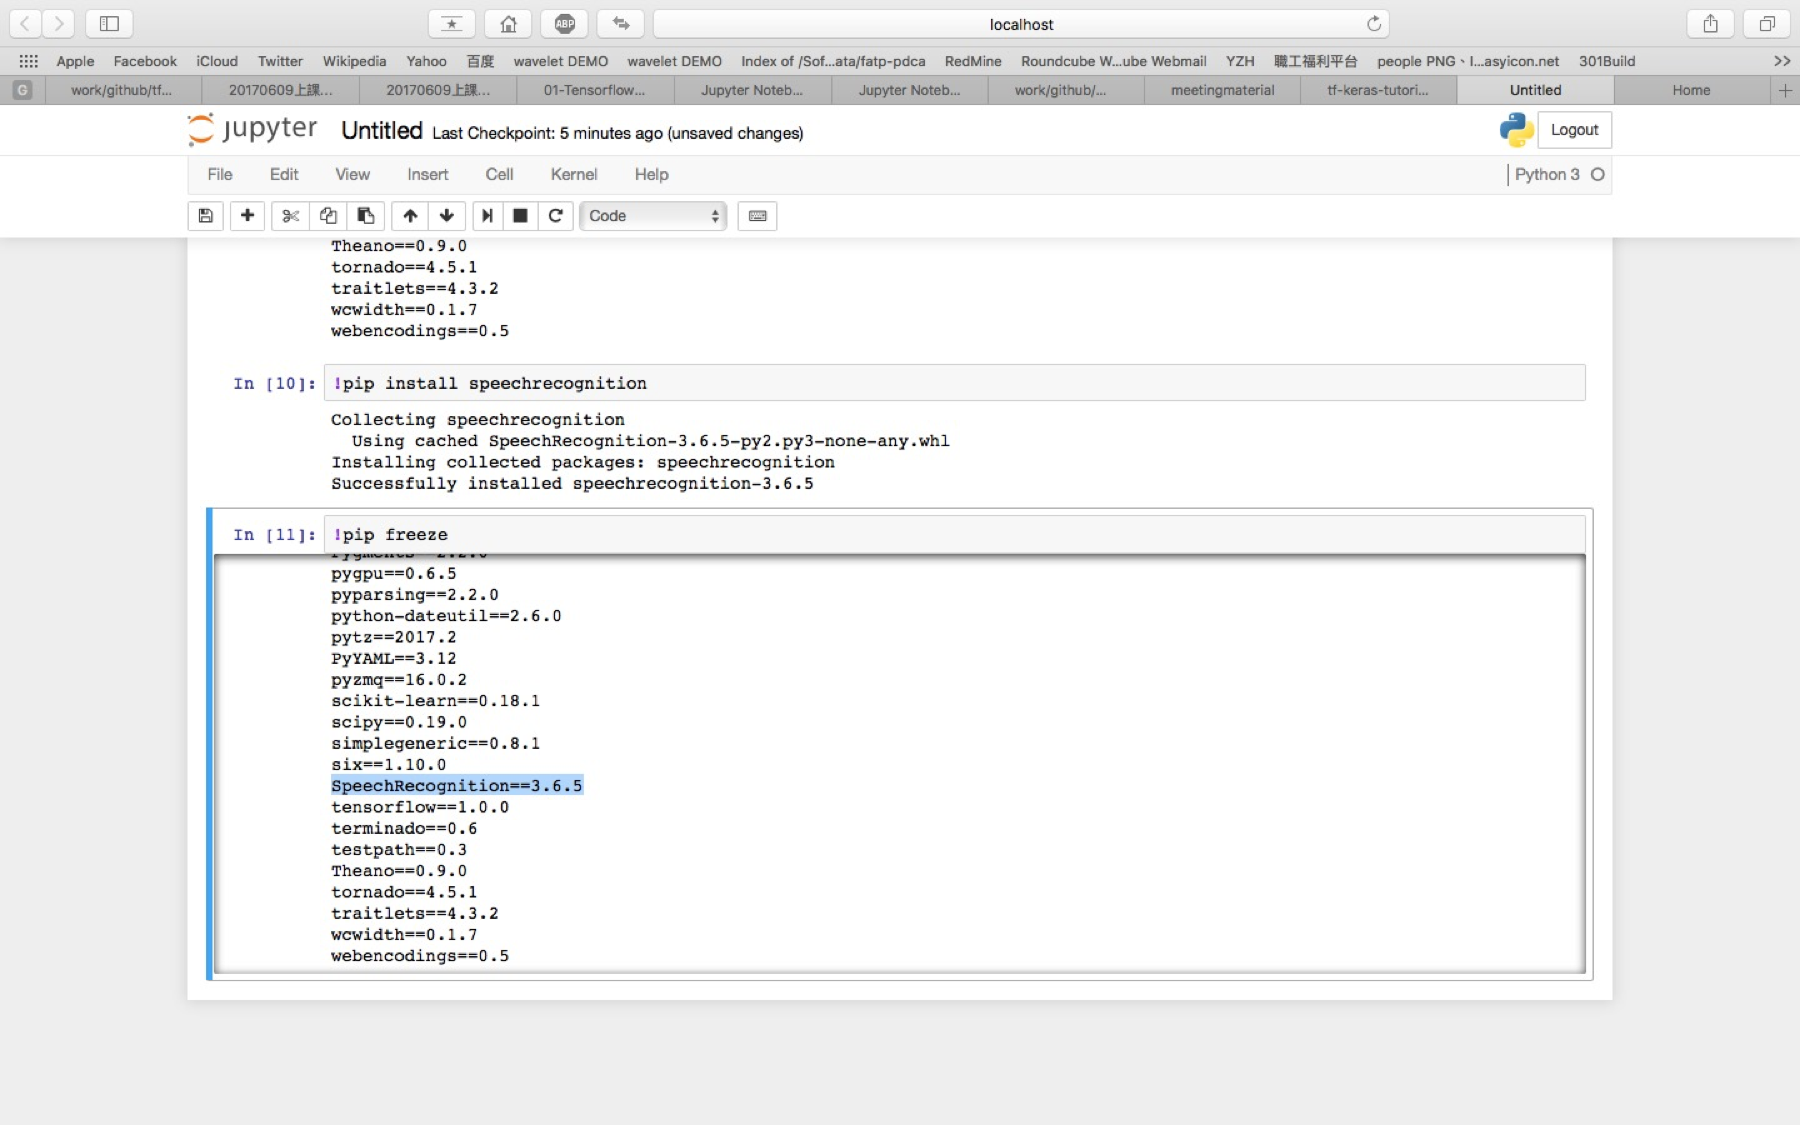 localhost
Apple Facebook iCloud Twitter Wikipedia Yahoo 百度 wavelet DEMO wavelet DEMO Index of /Sof...ata/fatp-pdca RedMine Roundcube W...ube Webmail YZH 職工福利平台 people PNG、I...asyicon.net 301Build >>
G work/github/tf... 20170609上課... 20170609上課... 01-Tensorflow... Jupyter Noteb... Jupyter Noteb... work/github/... meetingmaterial tf-keras-tutori... Untitled Home +
jupyter Untitled Last Checkpoint: 5 minutes ago (unsaved changes) Logout
File Edit View Insert Cell Kernel Help Python 3
Code
Theano==0.9.0
tornado==4.5.1
traitlets==4.3.2
wcwidth==0.1.7
webencodings==0.5
In [10]: !pip install speechrecognition
Collecting speechrecognition
Using cached SpeechRecognition-3.6.5-py2.py3-none-any.whl
Installing collected packages: speechrecognition
Successfully installed speechrecognition-3.6.5
In [11]: !pip freeze
pygpu==0.6.5
pyparsing==2.2.0
python-dateutil==2.6.0
pytz==2017.2
PyYAML==3.12
pyzmq==16.0.2
scikit-learn==0.18.1
scipy==0.19.0
simplegeneric==0.8.1
six==1.10.0
SpeechRecognition==3.6.5
tensorflow==1.0.0
terminado==0.6
testpath==0.3
Theano==0.9.0
tornado==4.5.1
traitlets==4.3.2
wcwidth==0.1.7
webencodings==0.5